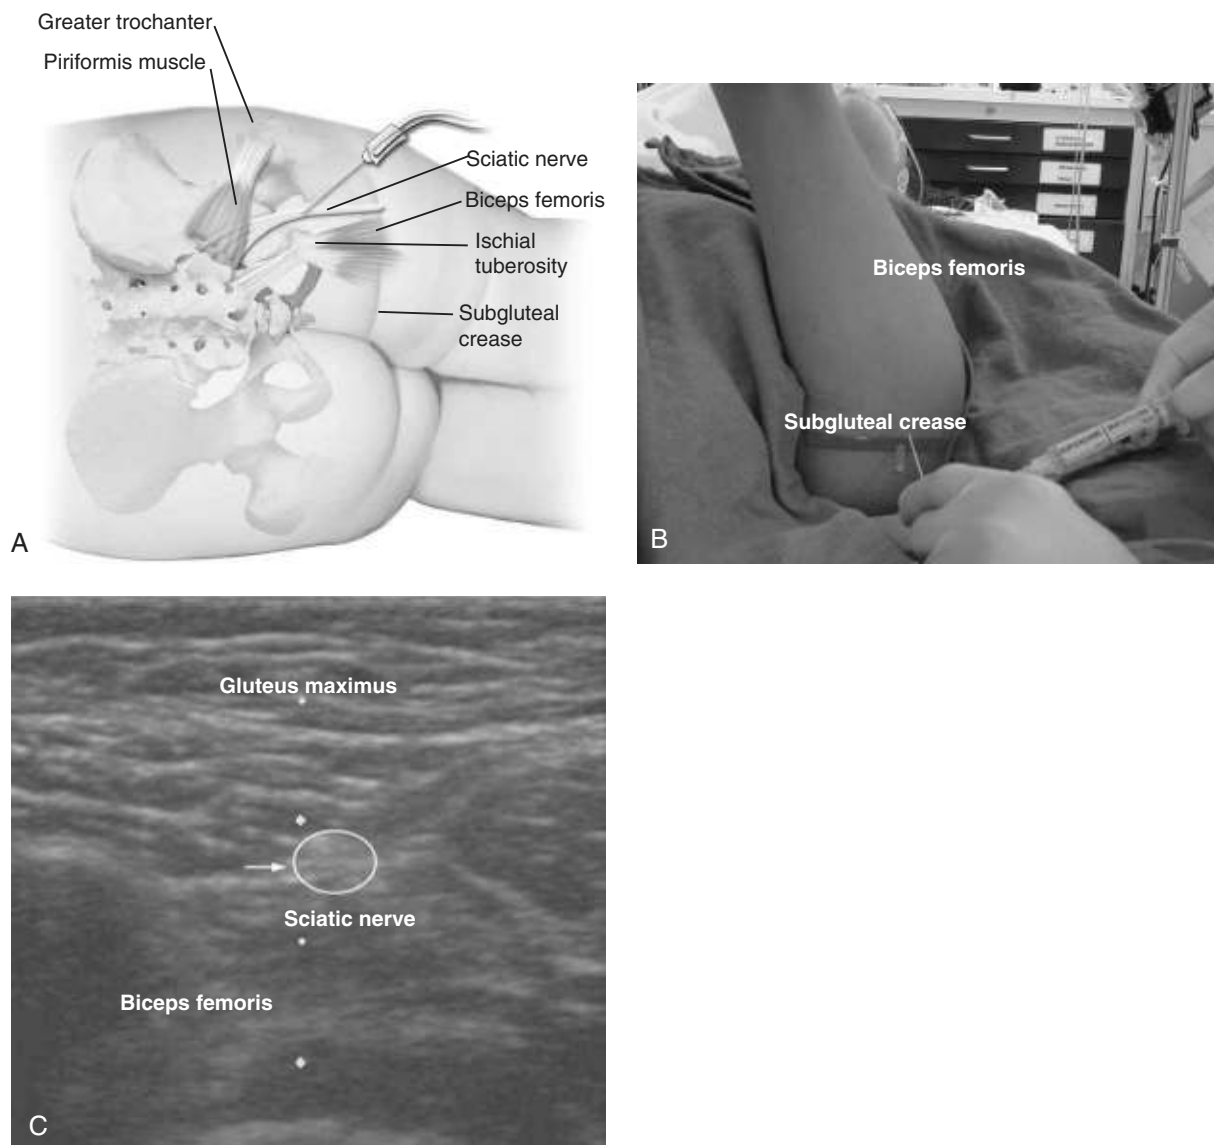 Greater trochanter
Piriformis muscle
Sciatic nerve
Biceps femoris
Ischial
tuberosity
Subgluteal
crease
A
Biceps femoris
Subgluteal crease
B
Gluteus maximus
Sciatic nerve
Biceps femoris
C